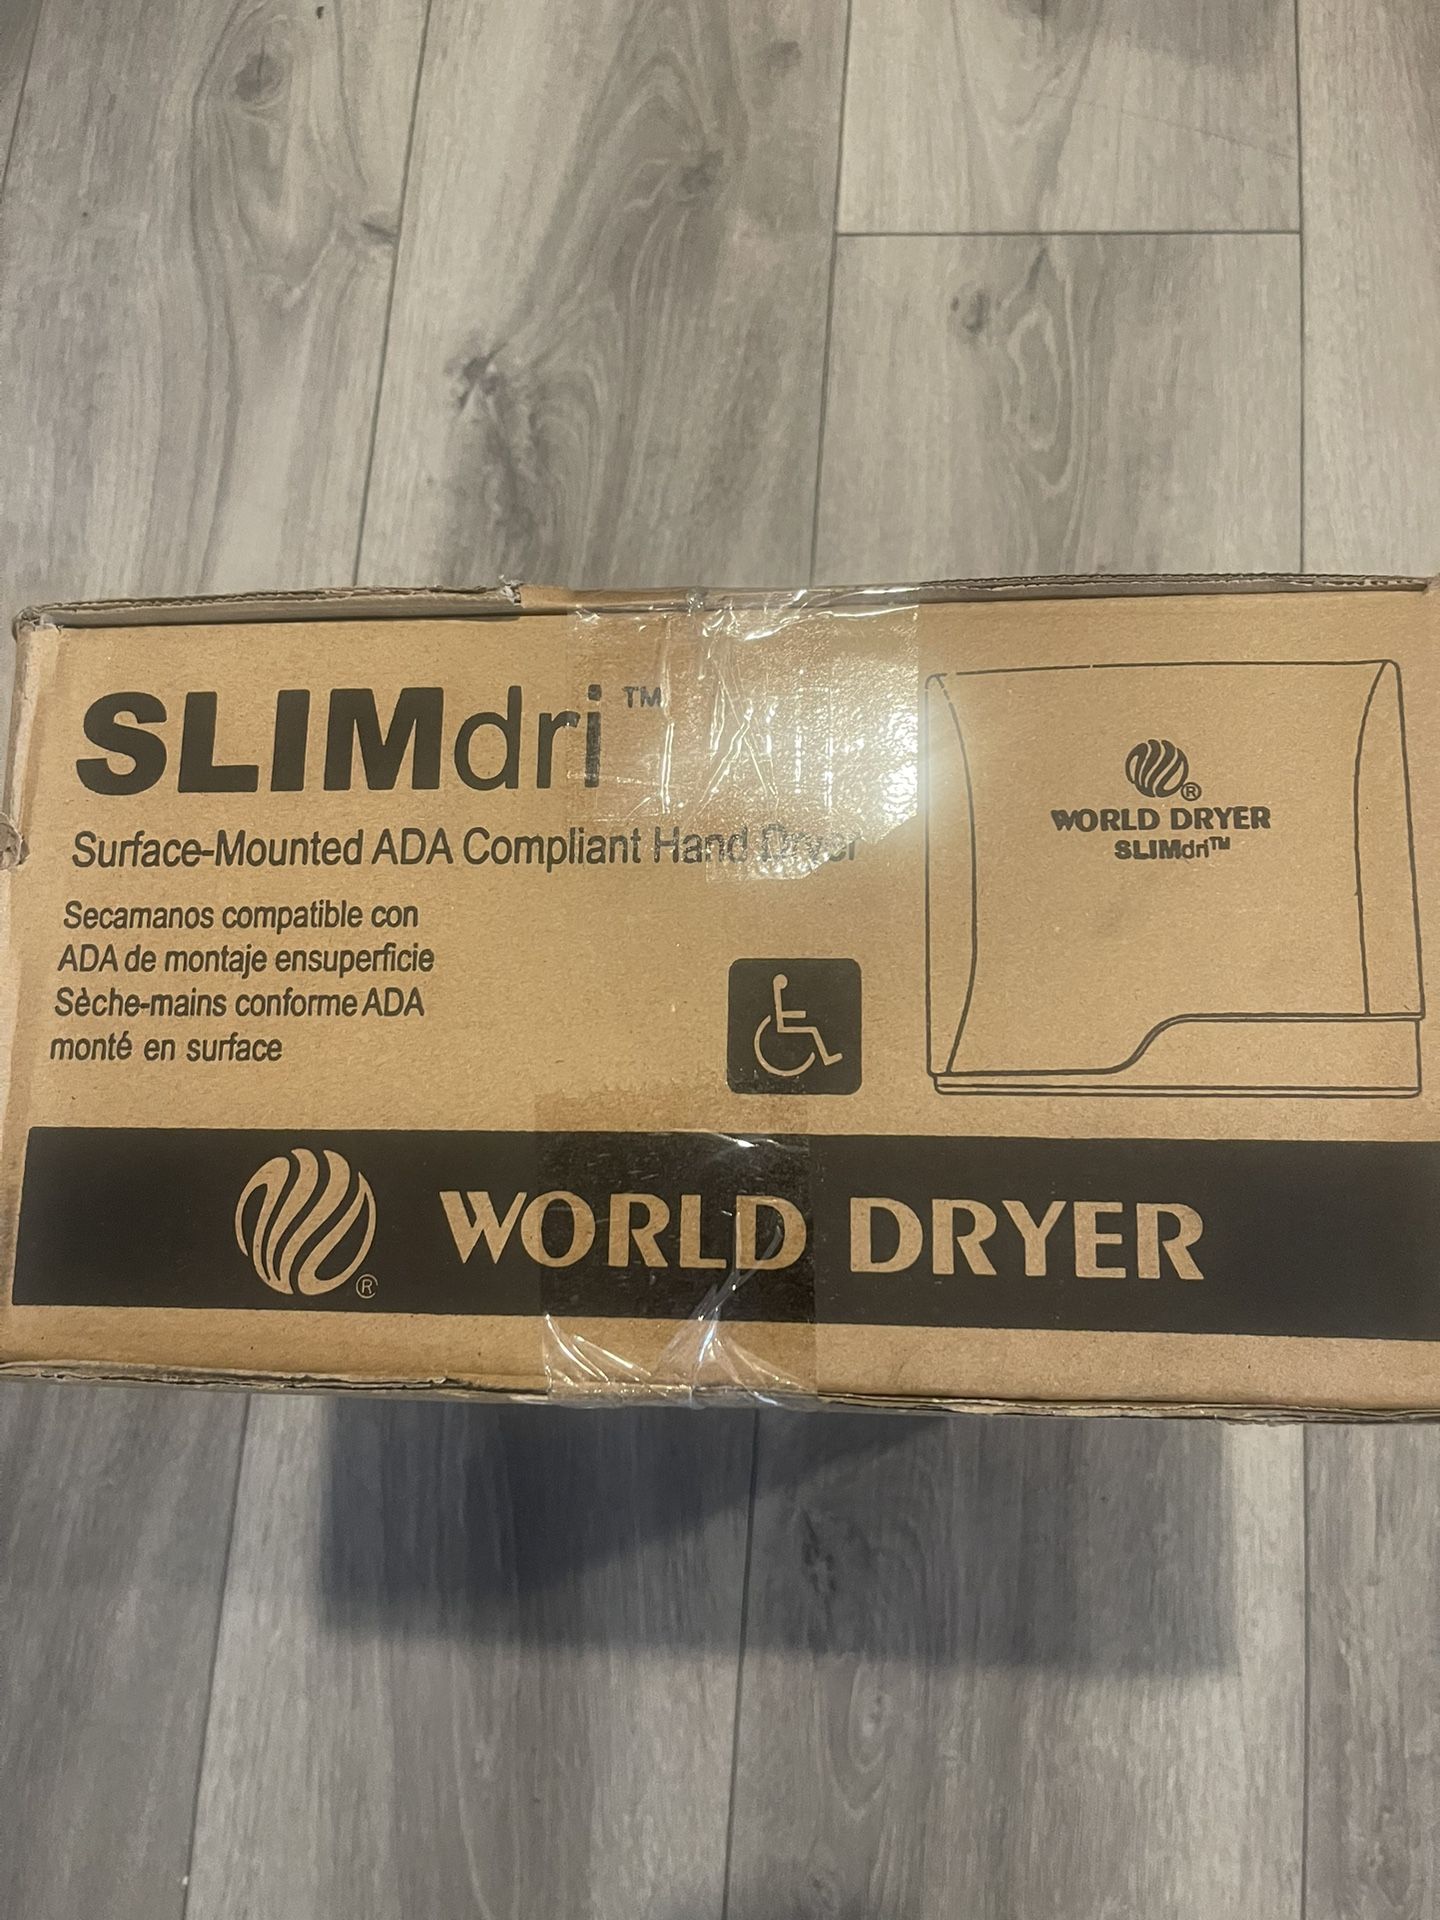 SLIMdri™
Surface-Mounted ADA Compliant Hand Dryer
Secamanos compatible con
ADA de montaje ensuperficie
Sèche-mains conforme ADA
monté en surface
®
WORLD DRYER
SLIMdri™
® WORLD DRYER